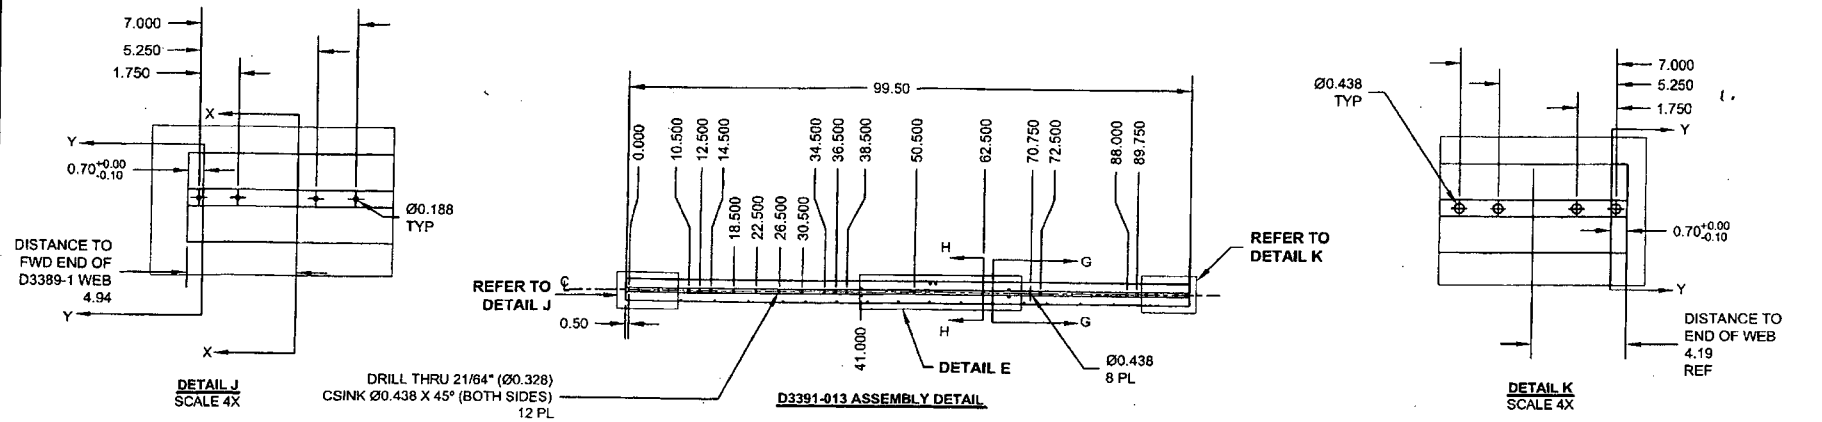 7.000
5.250
1.750
X
Y
0.70+0.00
-0.10
Ø0.188
TYP
DISTANCE TO
FWD END OF
D3389-1 WEB
4.94
Y
X
DETAIL J
SCALE 4X
99.50
0.000
10.500
12.500
14.500
18.500
22.500
26.500
30.500
34.500
36.500
38.500
50.500
62.500
70.750
72.500
88.000
89.750
H
G
REFER TO
DETAIL K
REFER TO
DETAIL J
℄
0.50
41.000
H
G
DETAIL E
Ø0.438
8 PL
DRILL THRU 21/64" (Ø0.328)
CSINK Ø0.438 X 45° (BOTH SIDES)
12 PL
D3391-013 ASSEMBLY DETAIL
Ø0.438
TYP
7.000
5.250
1.750
Y
0.70+0.00
-0.10
Y
DISTANCE TO
END OF WEB
4.19
REF
DETAIL K
SCALE 4X